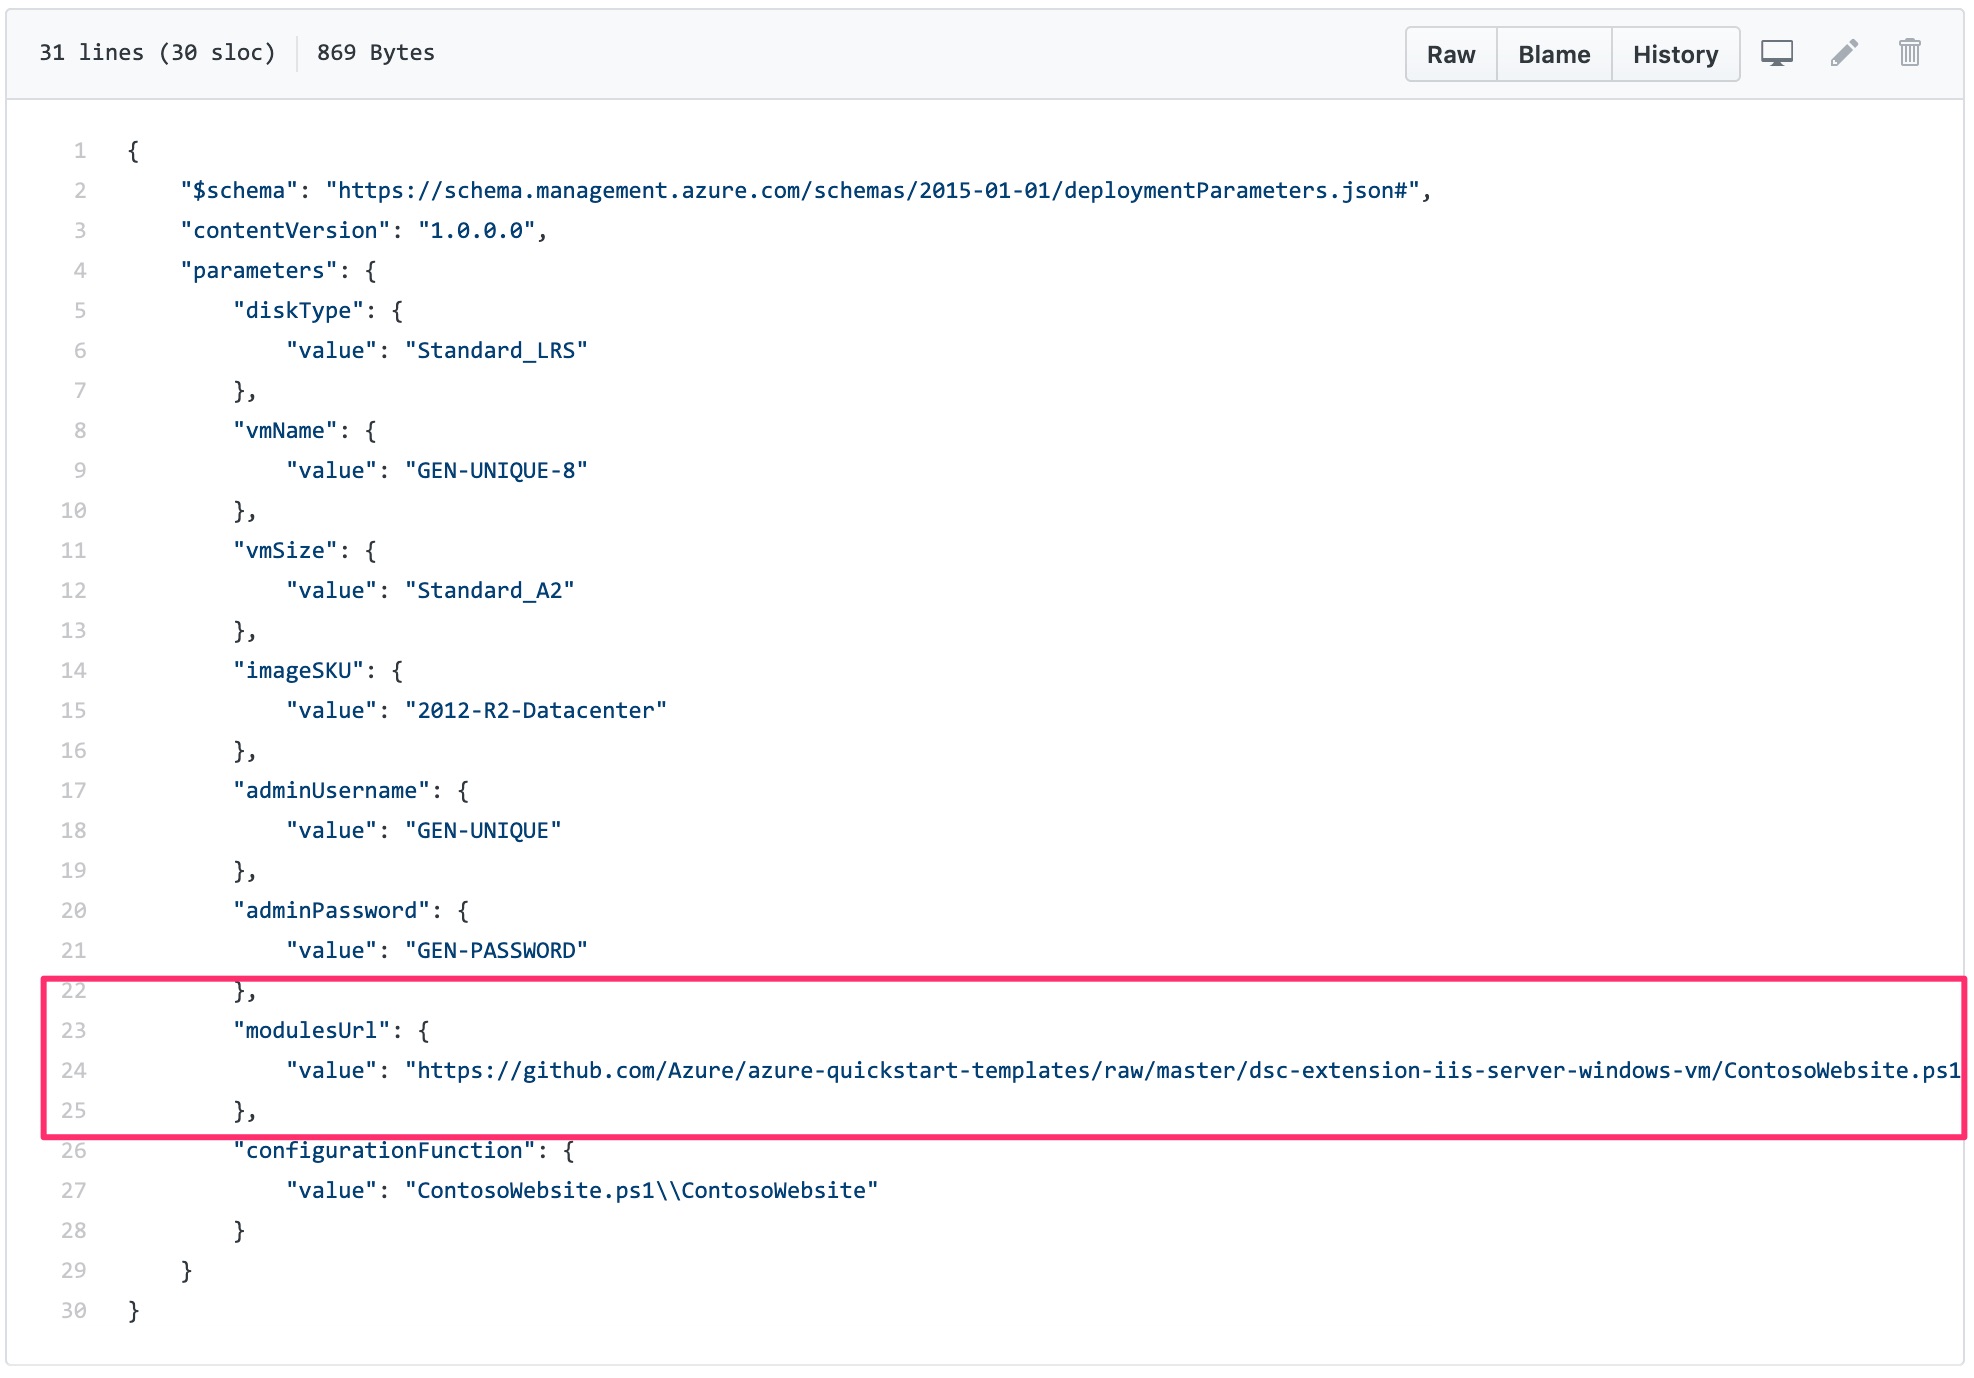 31 lines (30 sloc) 869 Bytes Raw Blame History
1 {
2 "$schema": "https://schema.management.azure.com/schemas/2015-01-01/deploymentParameters.json#",
3 "contentVersion": "1.0.0.0",
4 "parameters": {
5 "diskType": {
6 "value": "Standard_LRS"
7 },
8 "vmName": {
9 "value": "GEN-UNIQUE-8"
10 },
11 "vmSize": {
12 "value": "Standard_A2"
13 },
14 "imageSKU": {
15 "value": "2012-R2-Datacenter"
16 },
17 "adminUsername": {
18 "value": "GEN-UNIQUE"
19 },
20 "adminPassword": {
21 "value": "GEN-PASSWORD"
22 },
23 "modulesUrl": {
24 "value": "https://github.com/Azure/azure-quickstart-templates/raw/master/dsc-extension-iis-server-windows-vm/ContosoWebsite.ps1
25 },
26 "configurationFunction": {
27 "value": "ContosoWebsite.ps1\\ContosoWebsite"
28 }
29 }
30 }